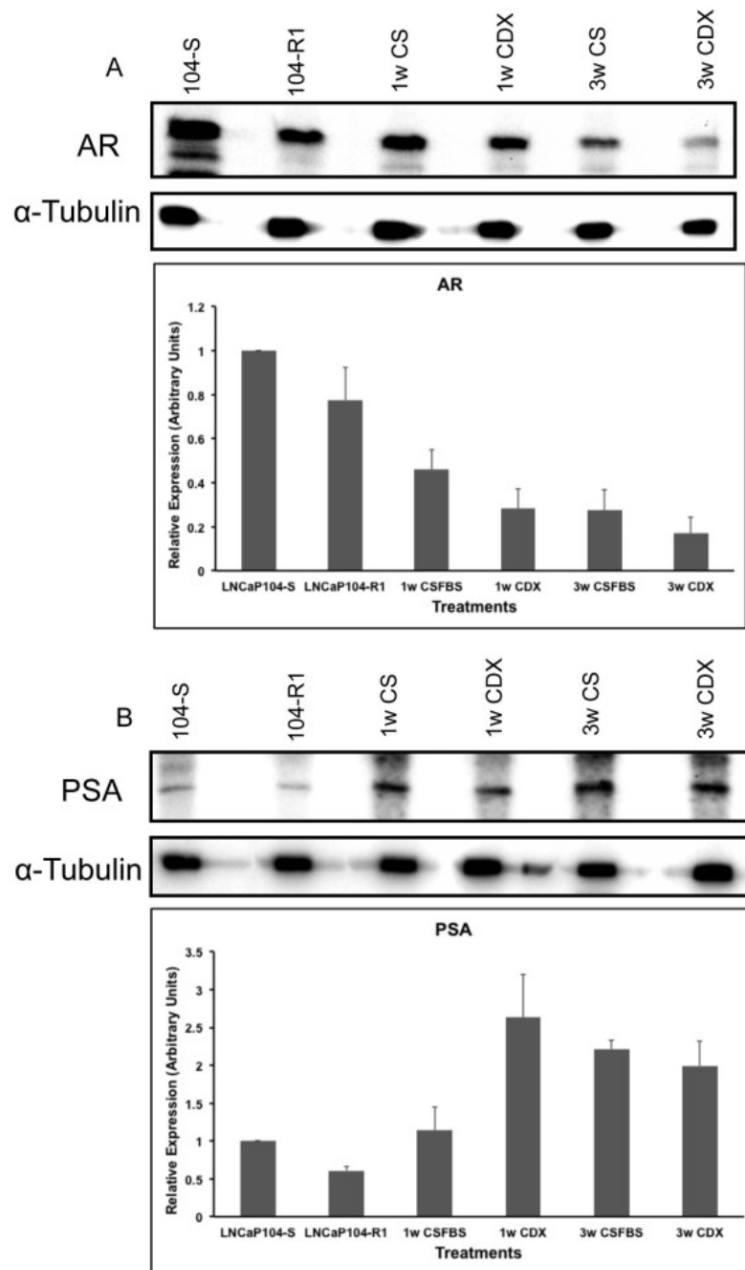 A
104-S 104-R1 1w CS 1w CDX 3w CS 3w CDX
AR
α-Tubulin
AR
Relative Expression (Arbitrary Units)
1.2
1
0.8
0.6
0.4
0.2
0
LNCaP104-S LNCaP104-R1 1w CSFBS 1w CDX 3w CSFBS 3w CDX
Treatments
B
104-S 104-R1 1w CS 1w CDX 3w CS 3w CDX
PSA
α-Tubulin
PSA
Relative Expression (Arbitrary Units)
3.5
3
2.5
2
1.5
1
0.5
0
LNCaP104-S LNCaP104-R1 1w CSFBS 1w CDX 3w CSFBS 3w CDX
Treatments